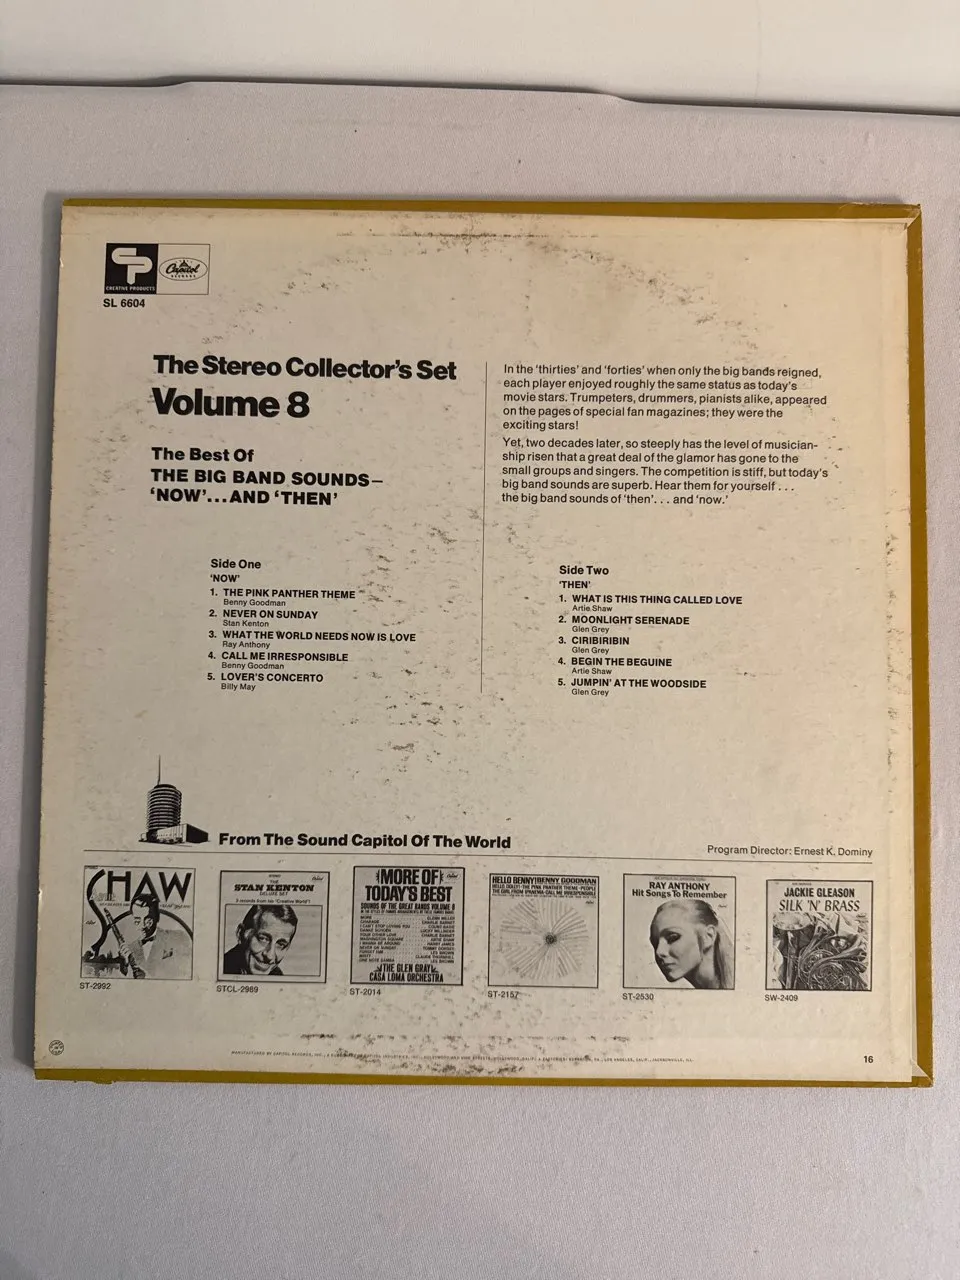 CREATIVE PRODUCTS
Capitol
RECORDS
SL 6604
The Stereo Collector's Set
Volume 8
The Best Of
THE BIG BAND SOUNDS—
'NOW'...AND 'THEN'
In the 'thirties' and 'forties' when only the big bands reigned,
each player enjoyed roughly the same status as today's
movie stars. Trumpeters, drummers, pianists alike, appeared
on the pages of special fan magazines; they were the
exciting stars!
Yet, two decades later, so steeply has the level of musician-
ship risen that a great deal of the glamor has gone to the
small groups and singers. The competition is stiff, but today's
big band sounds are superb. Hear them for yourself . . .
the big band sounds of 'then'. . . and 'now.'
Side One
'NOW'
1. THE PINK PANTHER THEME
Benny Goodman
2. NEVER ON SUNDAY
Stan Kenton
3. WHAT THE WORLD NEEDS NOW IS LOVE
Ray Anthony
4. CALL ME IRRESPONSIBLE
Benny Goodman
5. LOVER'S CONCERTO
Billy May
Side Two
'THEN'
1. WHAT IS THIS THING CALLED LOVE
Artie Shaw
2. MOONLIGHT SERENADE
Glen Grey
3. CIRIBIRIBIN
Glen Grey
4. BEGIN THE BEGUINE
Artie Shaw
5. JUMPIN' AT THE WOODSIDE
Glen Grey
From The Sound Capitol Of The World
Program Director: Ernest K. Dominy
SHAW
ST-2992
STAN KENTON
DELUXE SET
STCL-2989
MORE OF
TODAY'S BEST
SOUNDS OF THE GREAT BANDS VOLUME 8
THE GLEN GRAY
CASA LOMA ORCHESTRA
ST-2014
HELLO BENNY! BENNY GOODMAN
ST-2157
RAY ANTHONY
Hit Songs To Remember
ST-2530
JACKIE GLEASON
SILK 'N' BRASS
SW-2409
16